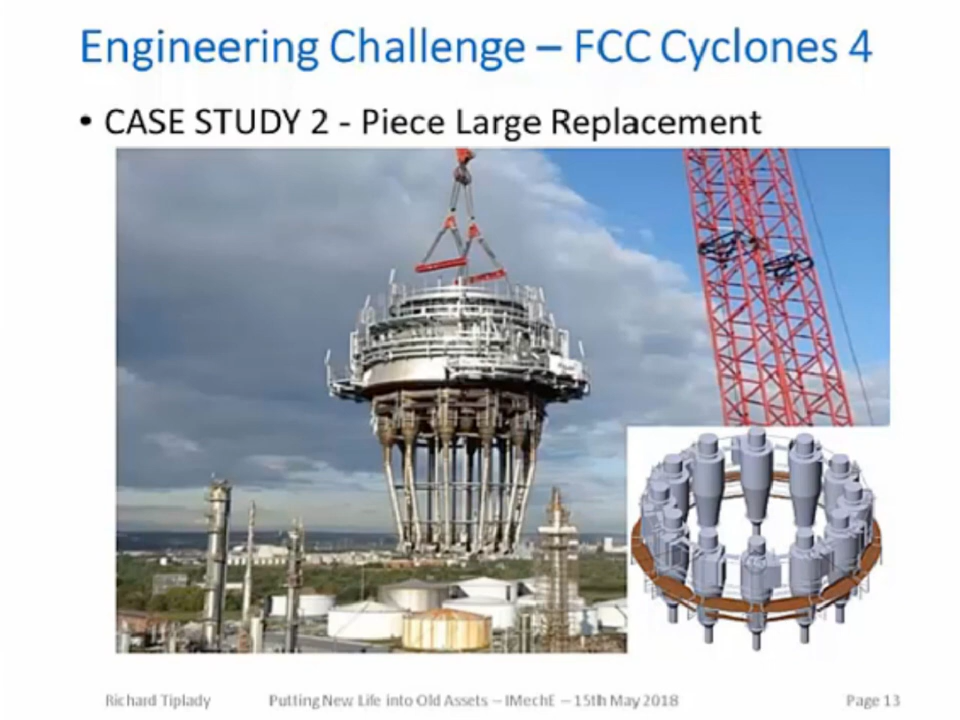 Engineering Challenge – FCC Cyclones 4
• CASE STUDY 2 - Piece Large Replacement
Richard Tiplady Putting New Life into Old Assets – IMechE – 15th May 2018 Page 13